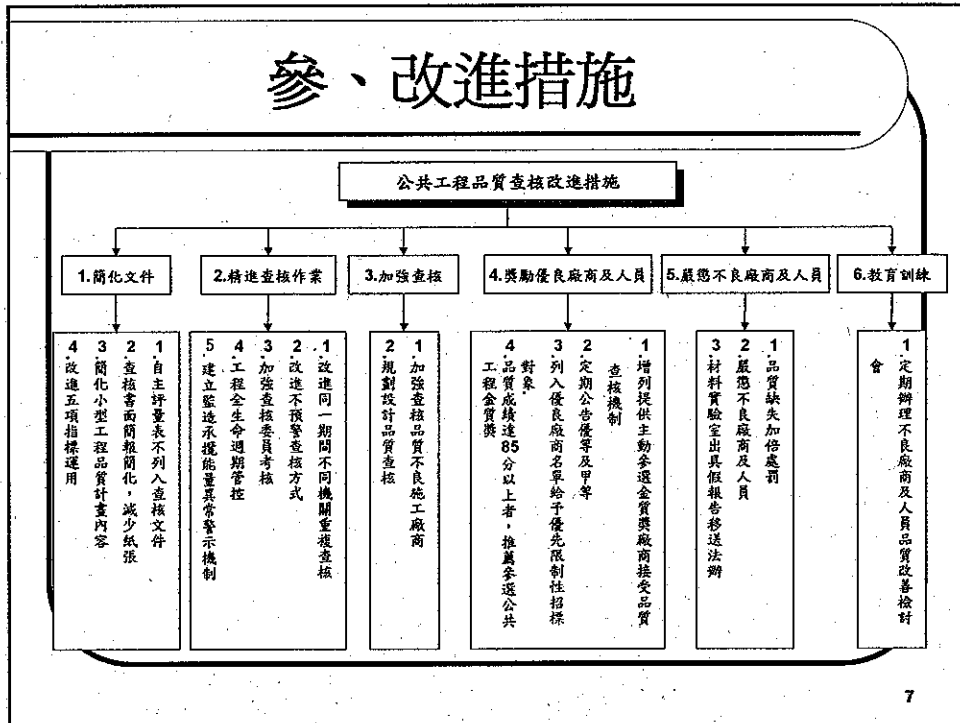 參、改進措施
公共工程品質查核改進措施
1.簡化文件
2.精進查核作業
3.加強查核
4.獎勵優良廠商及人員
5.嚴懲不良廠商及人員
6.教育訓練
1.自主評量表不列入查核文件
2.查核書面簡報簡化，減少紙張
3.簡化小型工程品質計畫內容
4.改進五項指標運用
1.改進同一期間不同機關重複查核
2.改進不預警查核方式
3.加強查核委員考核
4.工程全生命週期管控
5.建立監造承攬能量異常警示機制
1.加強查核品質不良施工廠商
2.規劃設計品質查核
1.增列提供主動參選金質獎廠商接受品質
查核機制
2.定期公告優等及甲等
3.列入優良廠商名單給予優先限制性招標
對象。
4.品質成績達85分以上者，推薦參選公共
工程金質獎
1.品質缺失加倍處罰
2.嚴懲不良廠商及人員
3.材料實驗室出具假報告移送法辦
1.定期辦理不良廠商及人員品質改善檢討
會
7